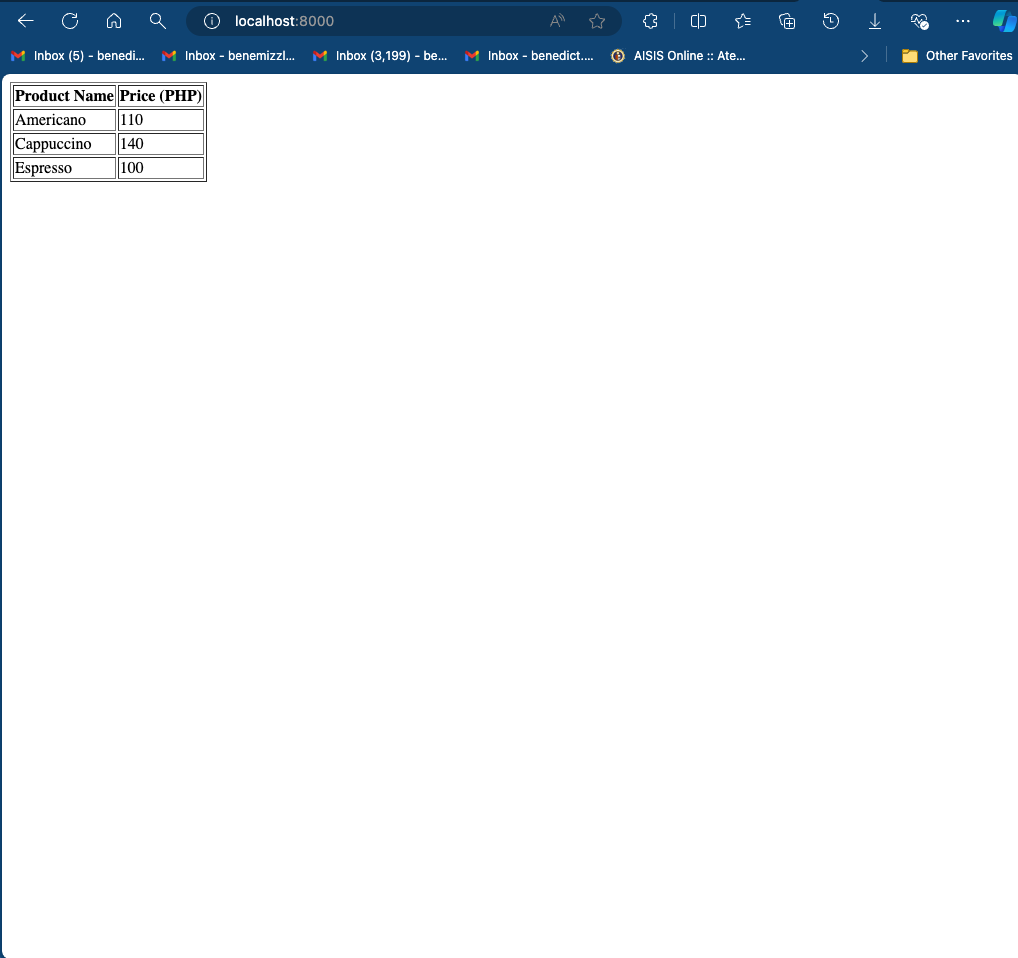 localhost:8000
Inbox (5) - benedi... Inbox - benemizzl... Inbox (3,199) - be... Inbox - benedict.... AISIS Online :: Ate... Other Favorites
Product Name Price (PHP)
Americano 110
Cappuccino 140
Espresso 100